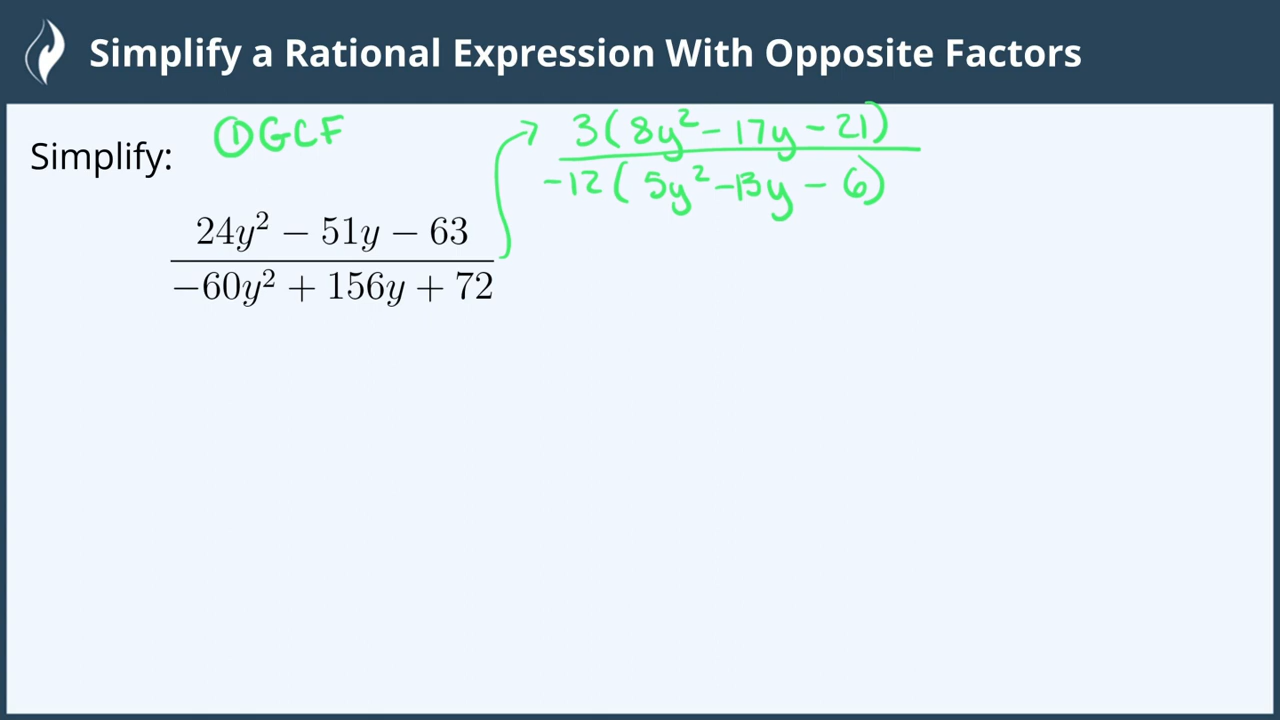 Simplify a Rational Expression With Opposite Factors
Simplify:
① GCF
3(8y² - 17y - 21)
-12(5y² - 13y - 6)
24y² − 51y − 63
−60y² + 156y + 72